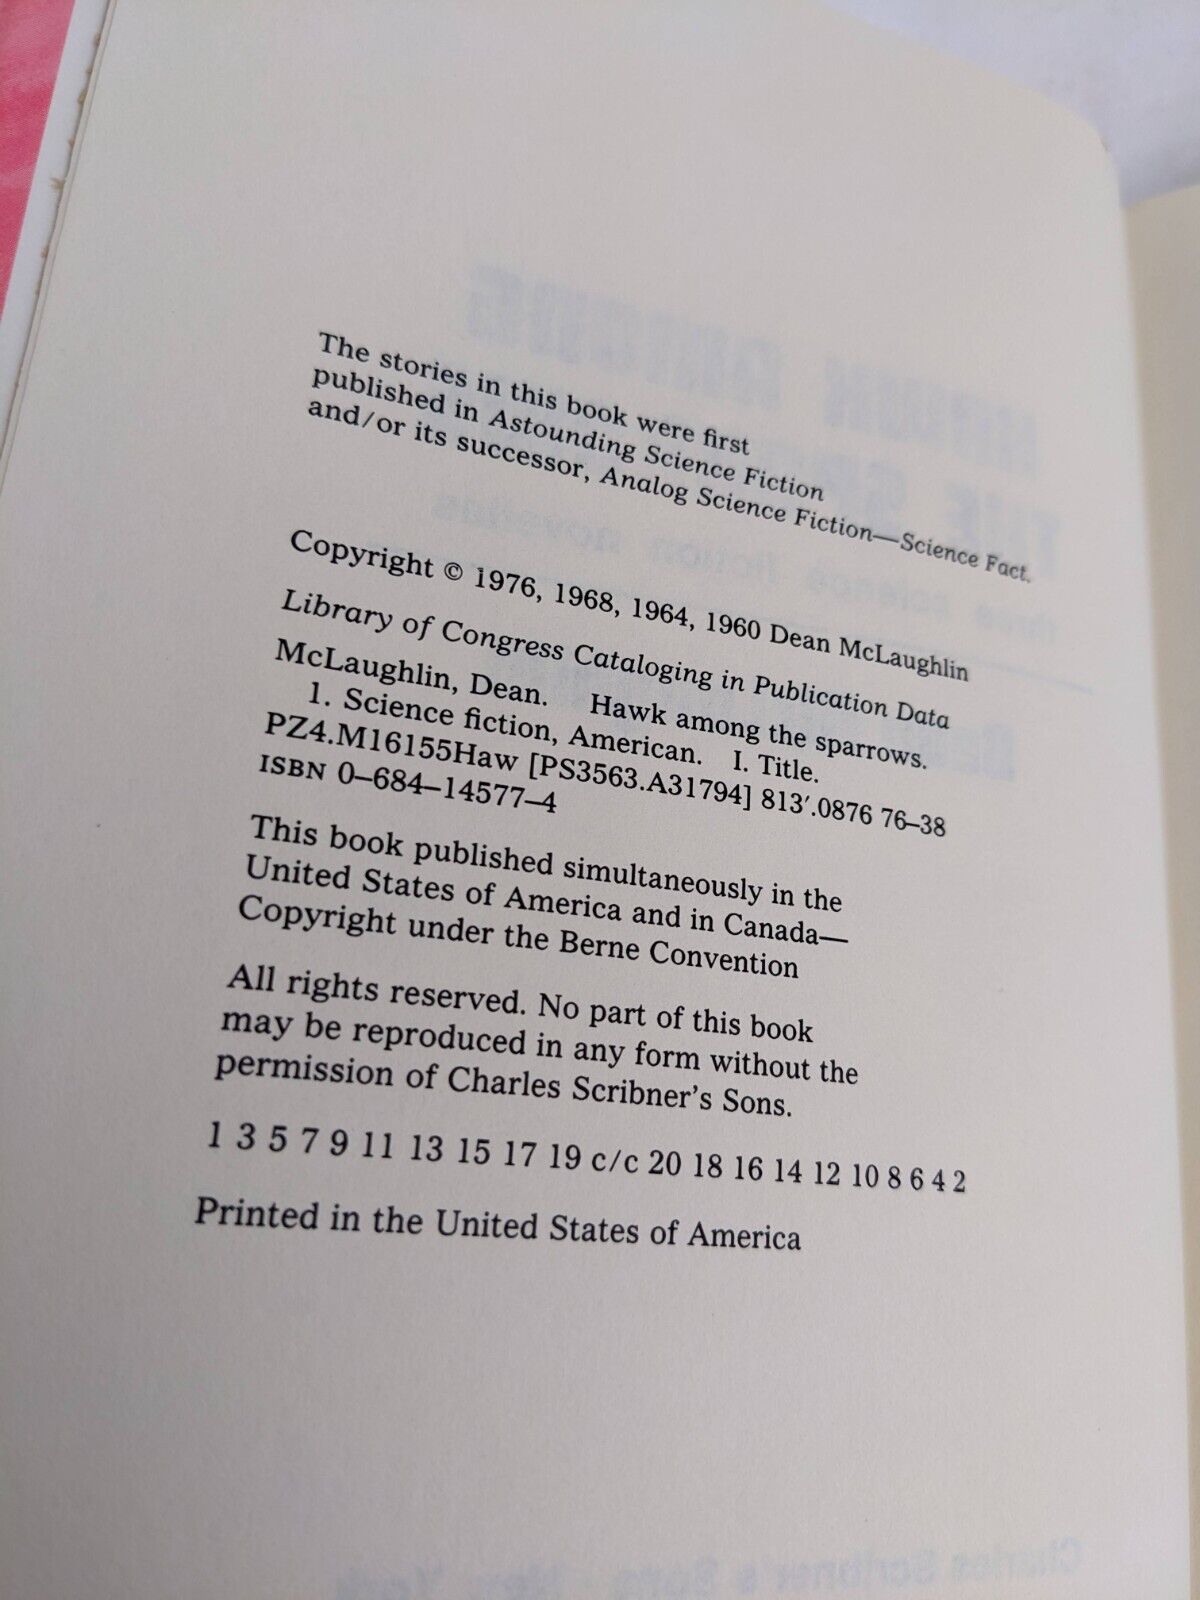 The stories in this book were first
published in Astounding Science Fiction
and/or its successor, Analog Science Fiction—Science Fact.
Copyright © 1976, 1968, 1964, 1960 Dean McLaughlin
Library of Congress Cataloging in Publication Data
McLaughlin, Dean. Hawk among the sparrows.
1. Science fiction, American. I. Title.
PZ4.M16155Haw [PS3563.A31794] 813'.0876 76–38
ISBN 0–684–14577–4
This book published simultaneously in the
United States of America and in Canada—
Copyright under the Berne Convention
All rights reserved. No part of this book
may be reproduced in any form without the
permission of Charles Scribner's Sons.
1 3 5 7 9 11 13 15 17 19 c/c 20 18 16 14 12 10 8 6 4 2
Printed in the United States of America